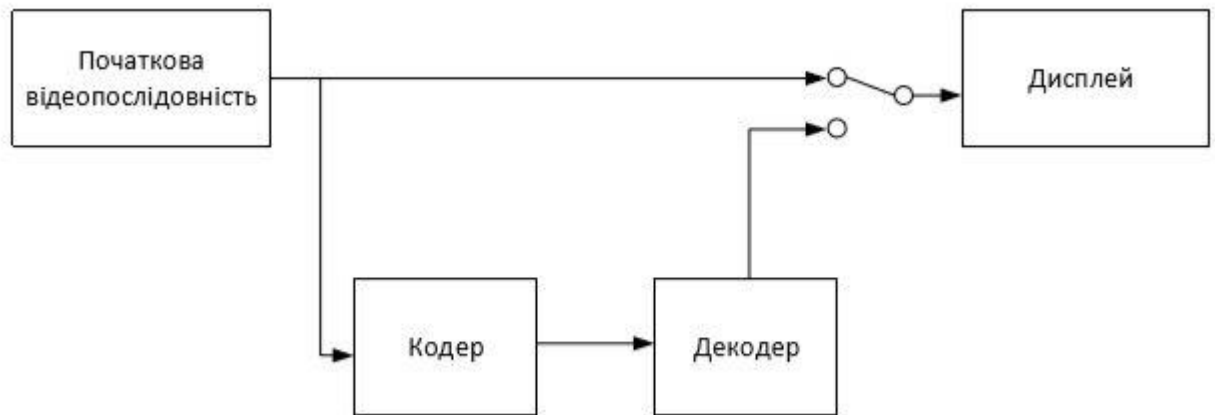 Початкова
відеопослідовність
Дисплей
Кодер
Декодер